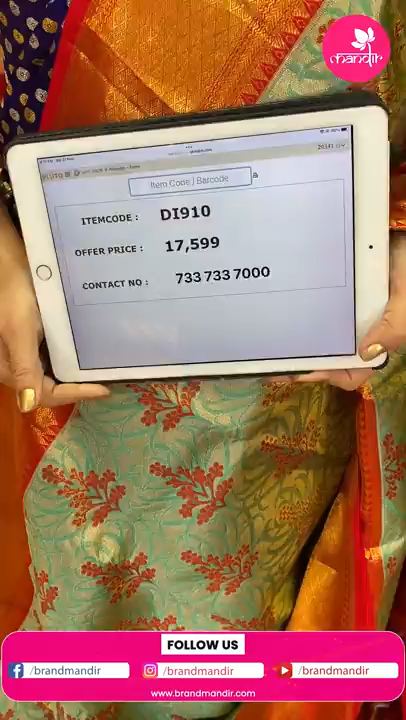 mandir
Item Code / Barcode
ITEMCODE : DI910
OFFER PRICE : 17,599
CONTACT NO : 733 733 7000
FOLLOW US
/brandmandir
/brandmandir
/brandmandir
www.brandmandir.com